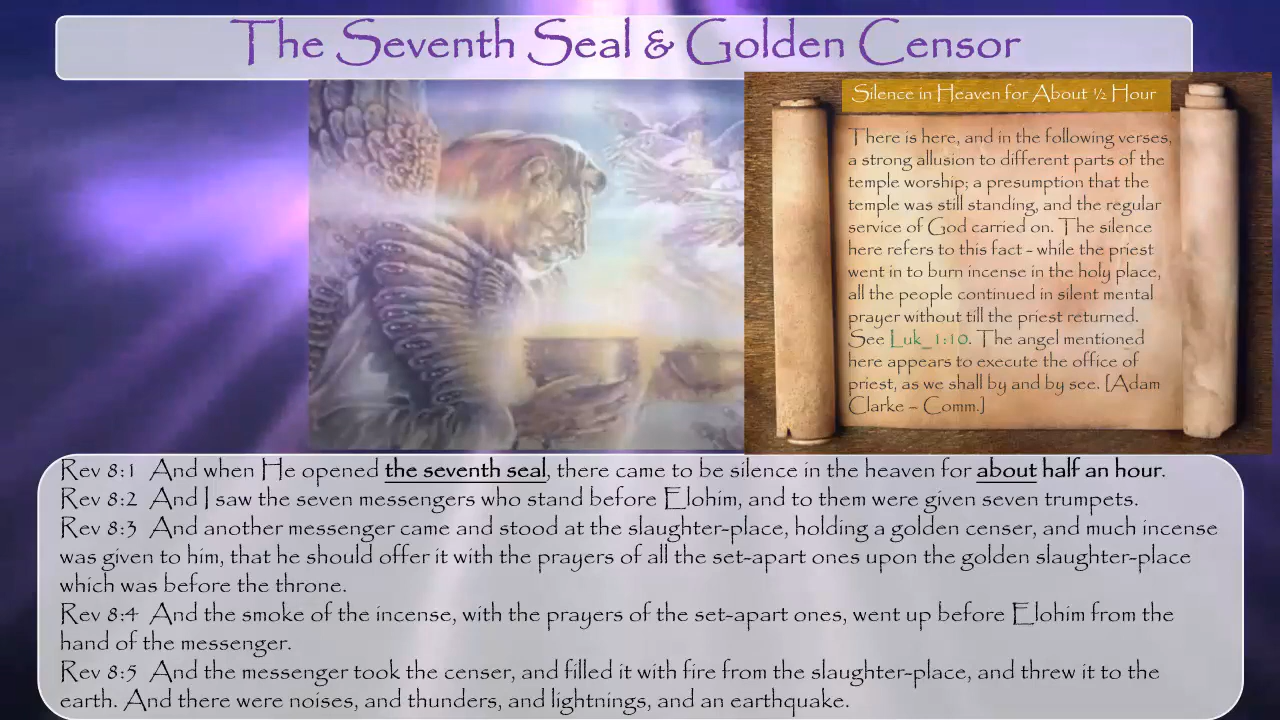 The Seventh Seal & Golden Censor
Silence in Heaven for About ½ Hour
There is here, and in the following verses,
a strong allusion to different parts of the
temple worship; a presumption that the
temple was still standing, and the regular
service of God carried on. The silence
here refers to this fact - while the priest
went in to burn incense in the holy place,
all the people continued in silent mental
prayer without till the priest returned.
See Luk_1:10. The angel mentioned
here appears to execute the office of
priest, as we shall by and by see. [Adam
Clarke – Comm.]
Rev 8:1 And when He opened the seventh seal, there came to be silence in the heaven for about half an hour.
Rev 8:2 And I saw the seven messengers who stand before Elohim, and to them were given seven trumpets.
Rev 8:3 And another messenger came and stood at the slaughter-place, holding a golden censer, and much incense
was given to him, that he should offer it with the prayers of all the set-apart ones upon the golden slaughter-place
which was before the throne.
Rev 8:4 And the smoke of the incense, with the prayers of the set-apart ones, went up before Elohim from the
hand of the messenger.
Rev 8:5 And the messenger took the censer, and filled it with fire from the slaughter-place, and threw it to the
earth. And there were noises, and thunders, and lightnings, and an earthquake.